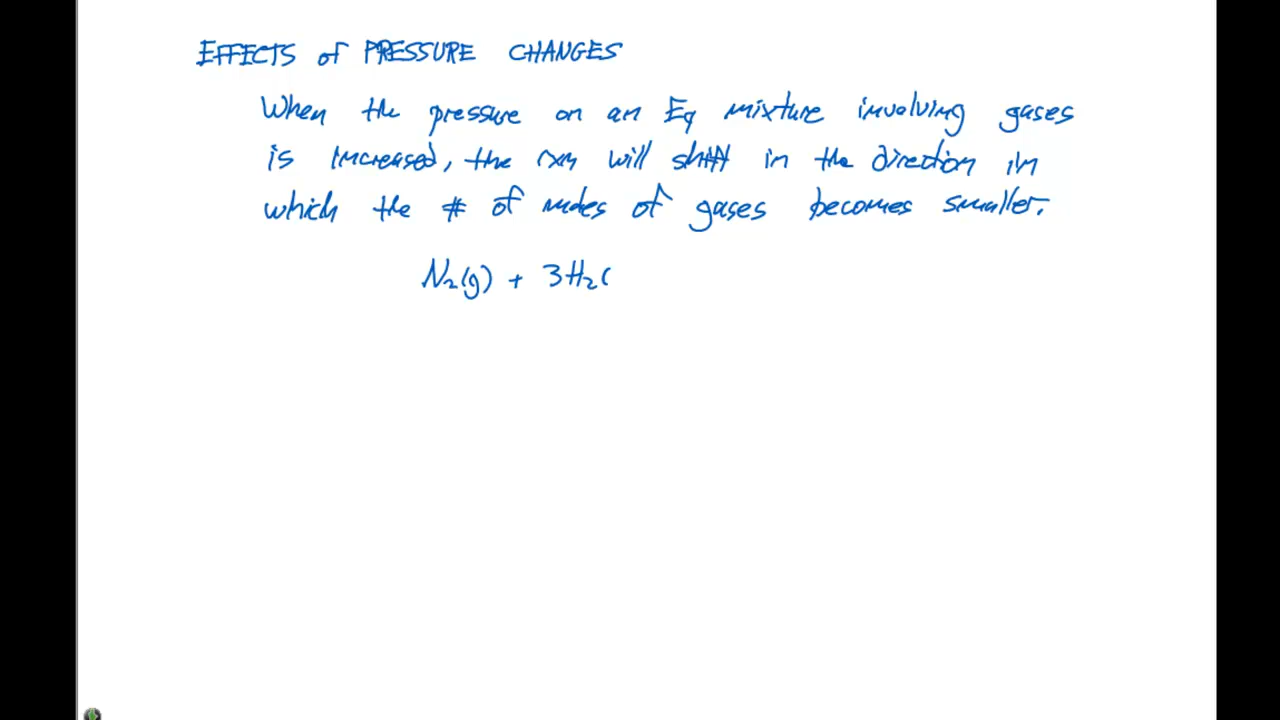 EFFECTS of PRESSURE CHANGES
When the pressure on an Eq mixture involving gases
is increased, the rxn will shift in the direction in
which the # of moles of gases becomes smaller.
N₂(g) + 3H₂(